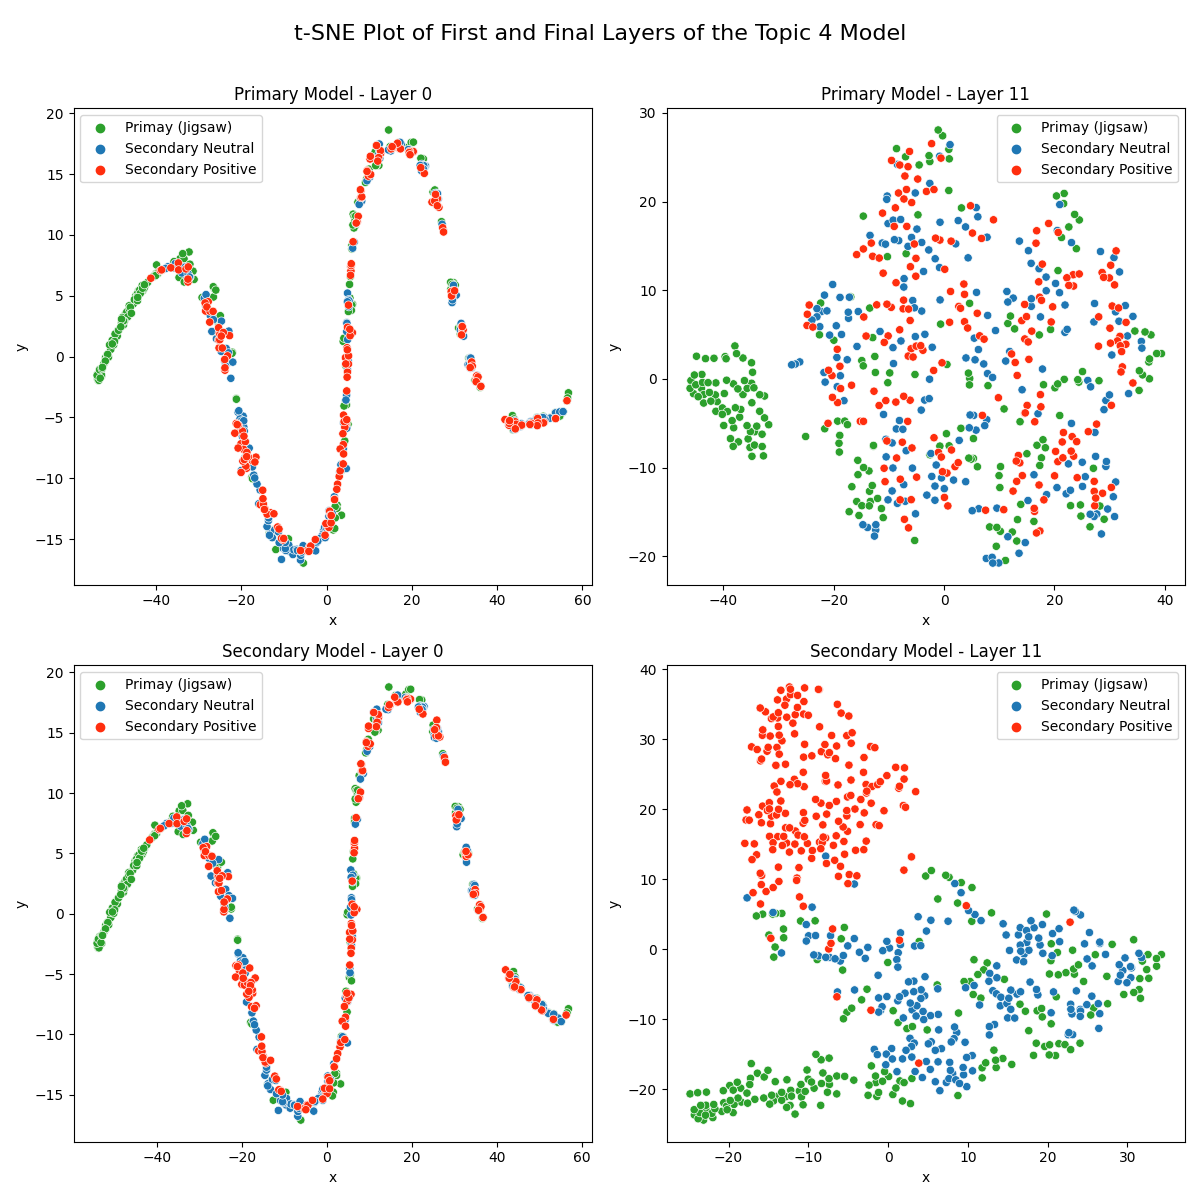 t-SNE Plot of First and Final Layers of the Topic 4 Model
Primary Model - Layer 0
20
15
10
5
0
−5
−10
−15
y
Primay (Jigsaw)
Secondary Neutral
Secondary Positive
−40
−20
0
20
40
60
x
Primary Model - Layer 11
30
20
10
0
−10
−20
y
Primay (Jigsaw)
Secondary Neutral
Secondary Positive
−40
−20
0
20
40
x
Secondary Model - Layer 0
20
15
10
5
0
−5
−10
−15
y
Primay (Jigsaw)
Secondary Neutral
Secondary Positive
−40
−20
0
20
40
60
x
Secondary Model - Layer 11
40
30
20
10
0
−10
−20
y
Primay (Jigsaw)
Secondary Neutral
Secondary Positive
−20
−10
0
10
20
30
x